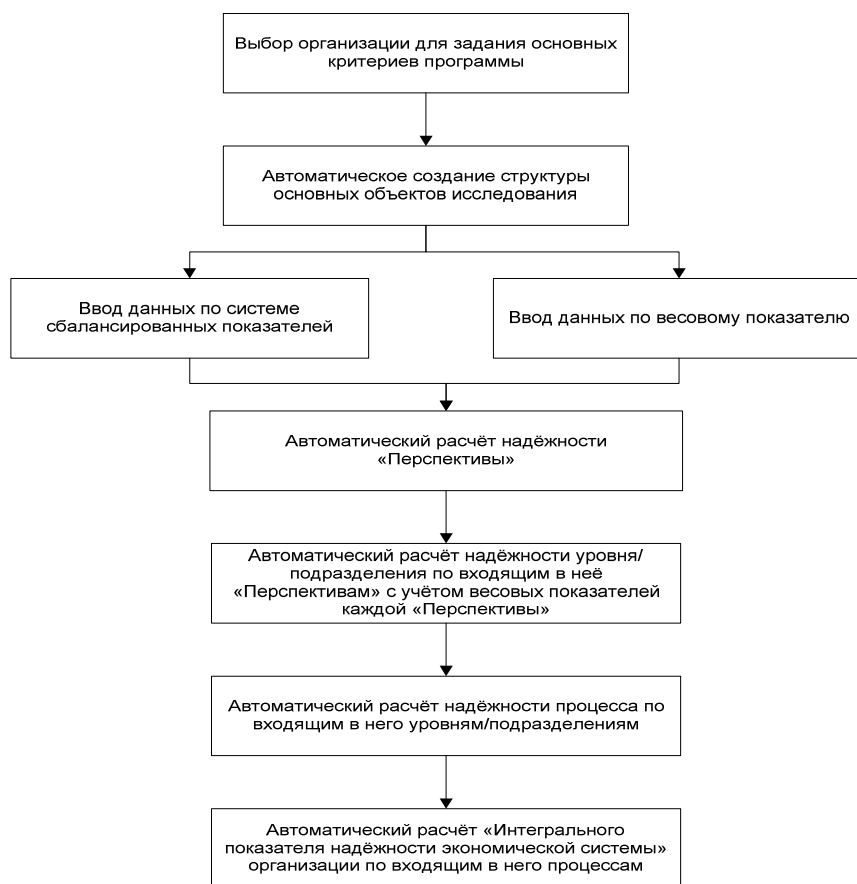 Выбор организации для задания основных
критериев программы
Автоматическое создание структуры
основных объектов исследования
Ввод данных по системе
сбалансированных показателей
Ввод данных по весовому показателю
Автоматический расчёт надёжности
«Перспективы»
Автоматический расчёт надёжности уровня/
подразделения по входящим в неё
«Перспективам» с учётом весовых показателей
каждой «Перспективы»
Автоматический расчёт надёжности процесса по
входящим в него уровням/подразделениям
Автоматический расчёт «Интегрального
показателя надёжности экономической системы»
организации по входящим в него процессам